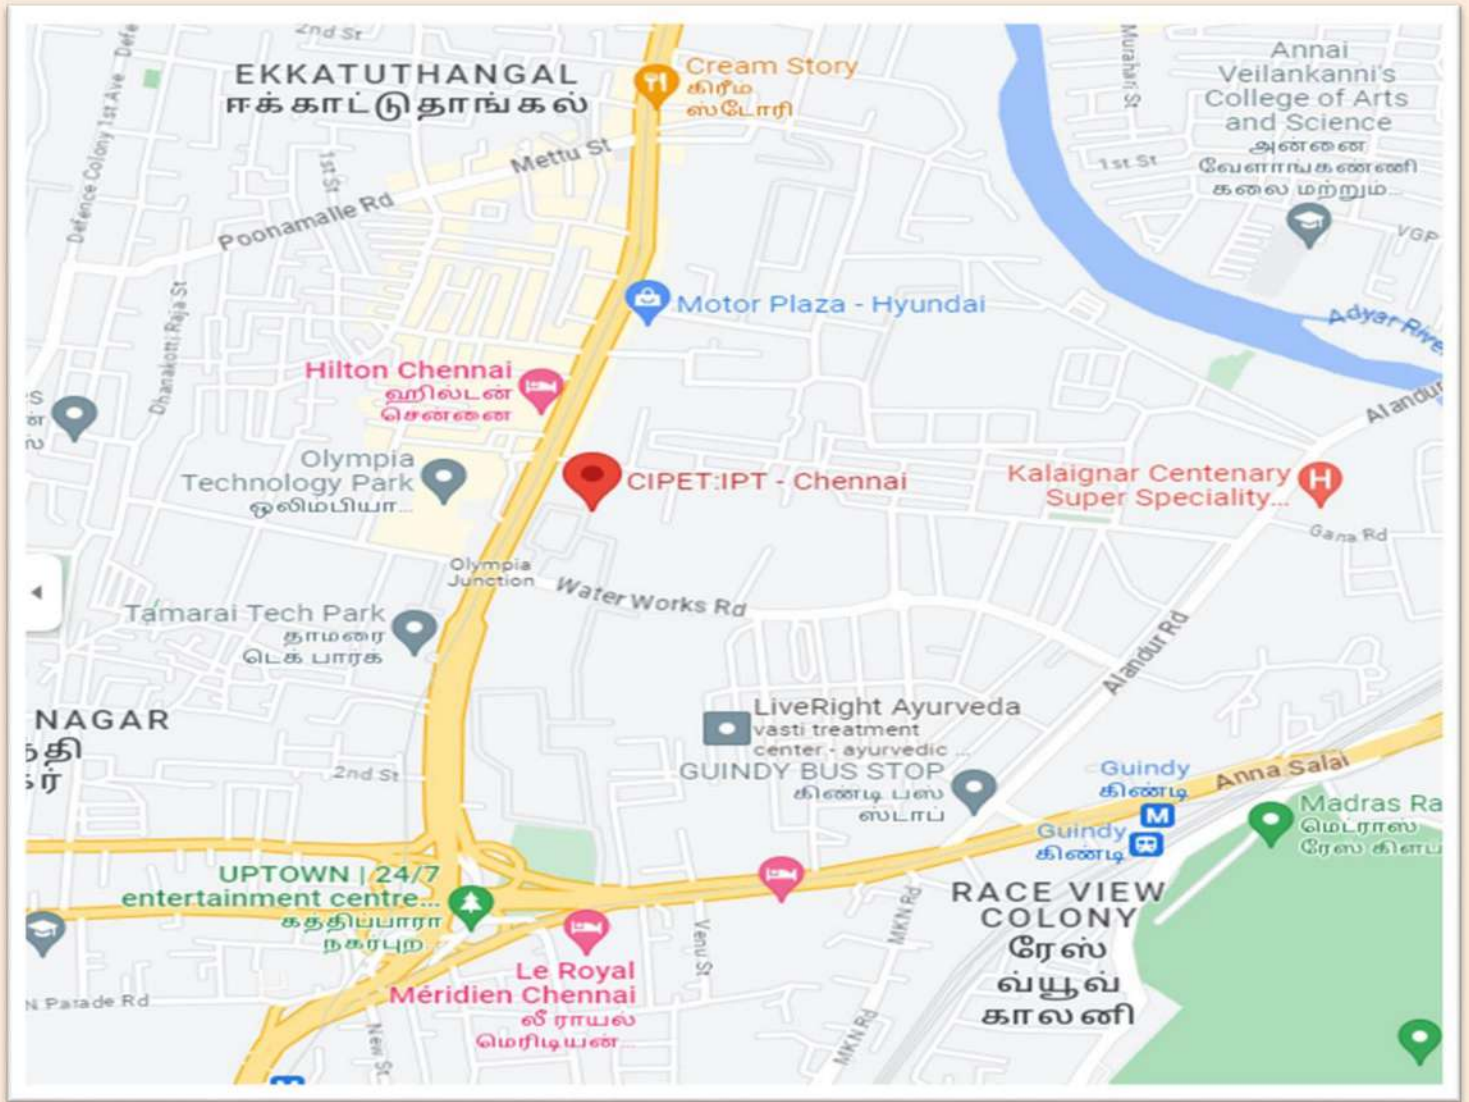 2nd St
Defence Colony 1st Ave
Defe
EKKATUTHANGAL
ஈக்காட்டுதாங்கல்
Cream Story
கிரீம்
ஸ்டோரி
Murahari St
Annai
Veilankanni's
College of Arts
and Science
அன்னை
வேளாங்கண்ணி
கலை மற்றும்...
1st St
Mettu St
1st St
Poonamalle Rd
VGP
Dhanakotti Raja St
Motor Plaza - Hyundai
Adyar River
Hilton Chennai
ஹில்டன்
சென்னை
Alandur
S
Olympia
Technology Park
ஒலிம்பியா...
CIPET:IPT - Chennai
Kalaignar Centenary
Super Speciality...
H
Gana Rd
Olympia
Junction
Water Works Rd
Tamarai Tech Park
தாமரை
டெக் பார்க்
Alandur Rd
NAGAR
LiveRight Ayurveda
vasti treatment
center - ayurvedic ...
2nd St
GUINDY BUS STOP
கிண்டி பஸ்
ஸ்டாப்
Guindy
கிண்டி
M
Anna Salai
Guindy
கிண்டி
Madras Ra
மெட்ராஸ்
ரேஸ் கிளப்
UPTOWN | 24/7
entertainment centre...
கத்திப்பாரா
நகர்புற
RACE VIEW
COLONY
ரேஸ்
வ்யூவ்
காலனி
MKN Rd
Venu St
Le Royal
Méridien Chennai
லீ ராயல்
மெரிடியன்...
N Parade Rd
New St
MKN Rd